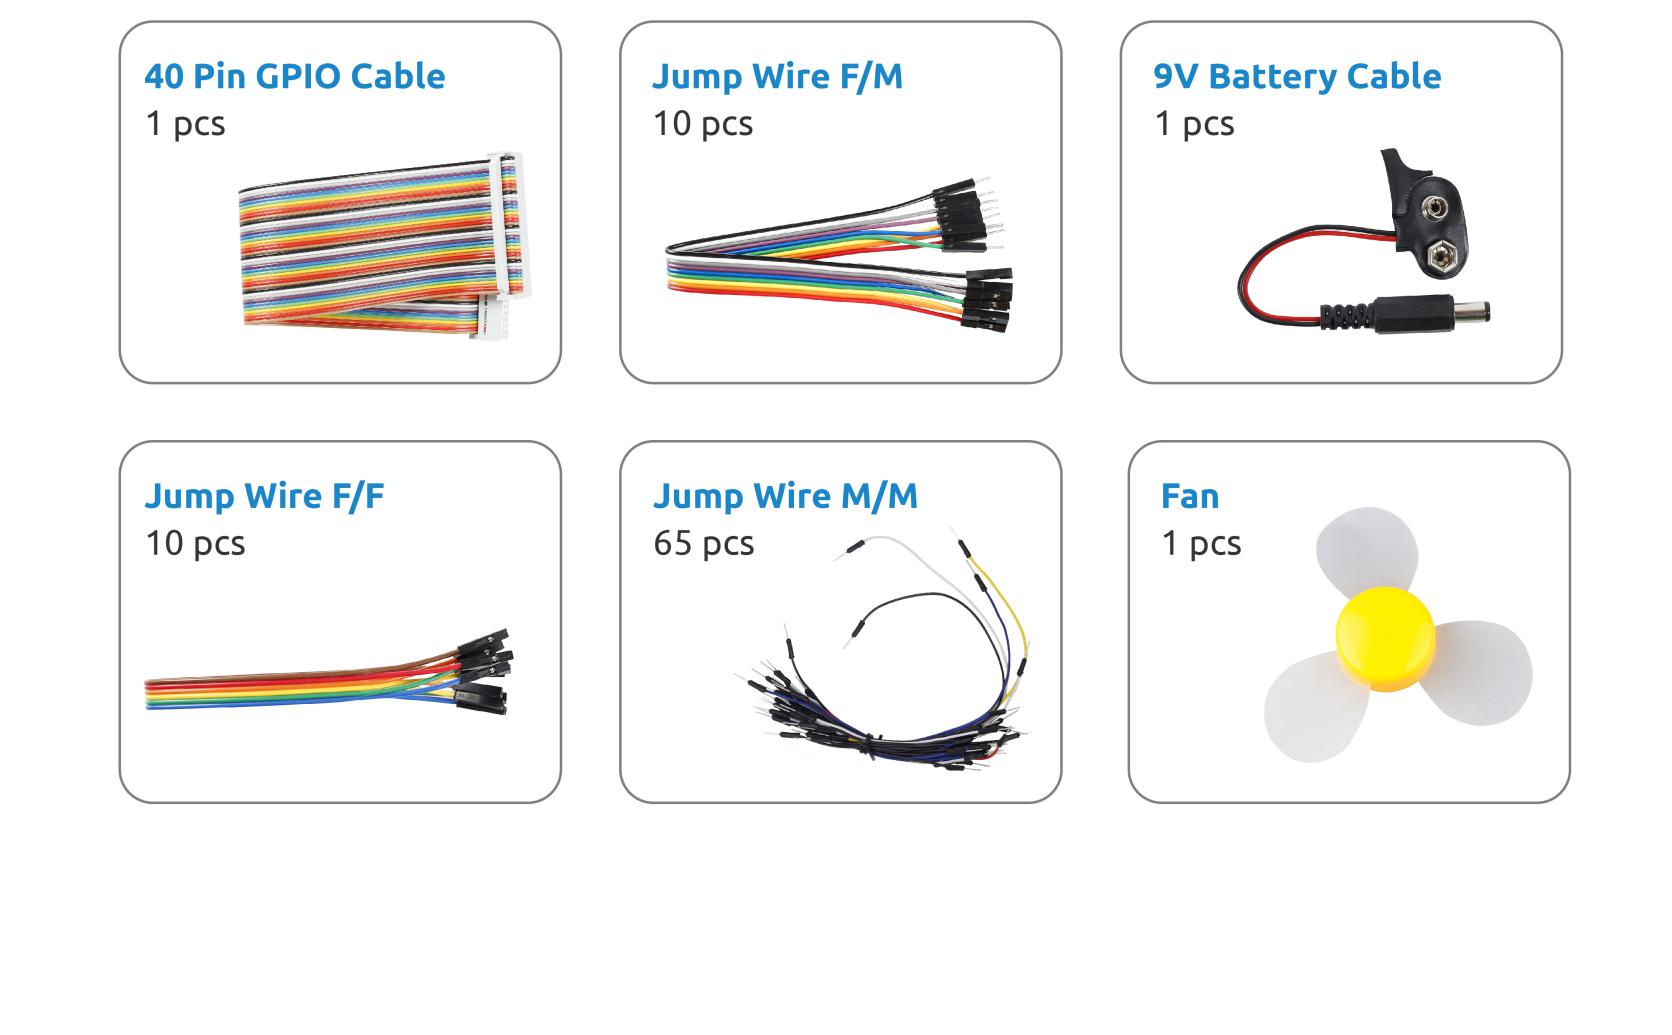 40 Pin GPIO Cable
1 pcs
Jump Wire F/M
10 pcs
9V Battery Cable
1 pcs
Jump Wire F/F
10 pcs
Jump Wire M/M
65 pcs
Fan
1 pcs